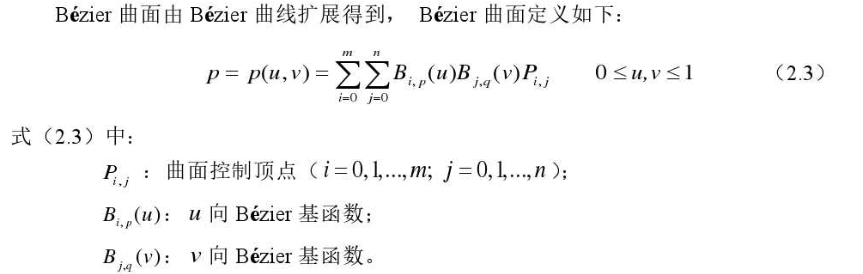 Bézier 曲面由 Bézier 曲线扩展得到， Bézier 曲面定义如下：
p = p(u,v) = \sum_{i=0}^{m} \sum_{j=0}^{n} B_{i,p}(u) B_{j,q}(v) P_{i,j}  0 ≤ u,v ≤ 1  （2.3）
式（2.3）中：
P_{i,j} ：曲面控制顶点（i = 0,1,...,m; j = 0,1,...,n）；
B_{i,p}(u)： u 向 Bézier 基函数；
B_{j,q}(v)： v 向 Bézier 基函数。